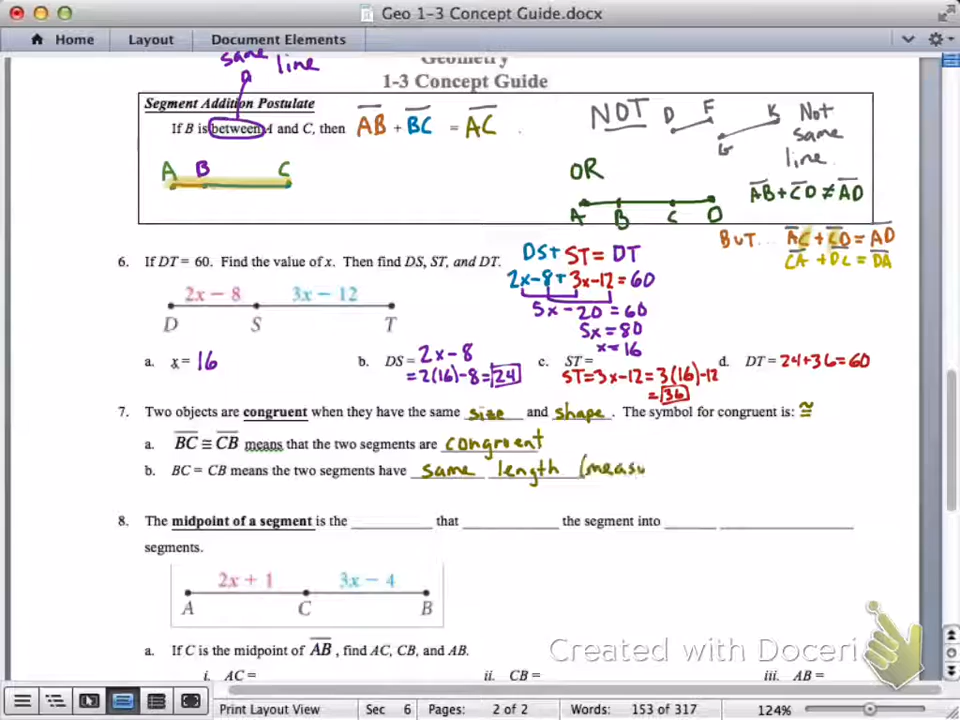 Geo 1-3 Concept Guide.docx
Home Layout Document Elements
same line
Geometry
1-3 Concept Guide
Segment Addition Postulate
If B is between A and C, then AB + BC = AC .
A B C
NOT D F G K Not same line.
OR
A B C D
AB + CD ≠ AD
BUT... AC + CD = AD
CA + DC = DA
6. If DT = 60. Find the value of x. Then find DS, ST, and DT.
DS + ST = DT
2x-8 + 3x-12 = 60
5x - 20 = 60
5x = 80
x = 16
2x − 8 3x − 12
D S T
a. x = 16
b. DS = 2x - 8
= 2(16)-8 = 24
c. ST =
ST = 3x-12 = 3(16)-12
= 36
d. DT = 24+36=60
7. Two objects are congruent when they have the same size and shape. The symbol for congruent is: ≅
a. BC ≅ CB means that the two segments are congruent
b. BC = CB means the two segments have same length (measu
8. The midpoint of a segment is the __________ that ____________ the segment into _______ __________________
segments.
2x + 1 3x − 4
A C B
a. If C is the midpoint of AB , find AC, CB, and AB.
i. AC = ii. CB = iii. AB =
Created with Doceri
Print Layout View Sec 6 Pages: 2 of 2 Words: 153 of 317 124%